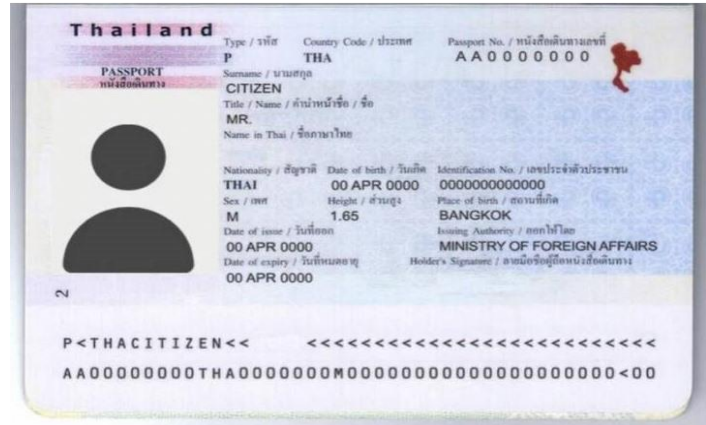 Thailand
Type / รหัส Country Code / ประเทศ Passport No. / หนังสือเดินทางเลขที่
P THA AA0000000
PASSPORT
หนังสือเดินทาง
Surname / นามสกุล
CITIZEN
Title / Name / คำนำหน้าชื่อ / ชื่อ
MR.
Name in Thai / ชื่อภาษาไทย
Nationality / สัญชาติ Date of birth / วันเกิด Identification No. / เลขประจำตัวประชาชน
THAI 00 APR 0000 0000000000000
Sex / เพศ Height / ส่วนสูง Place of birth / สถานที่เกิด
M 1.65 BANGKOK
Date of issue / วันที่ออก Issuing Authority / ออกให้โดย
00 APR 0000 MINISTRY OF FOREIGN AFFAIRS
Date of expiry / วันที่หมดอายุ Holder's Signature / ลายมือชื่อผู้ถือหนังสือเดินทาง
00 APR 0000
2
P<THACITIZEN<< <<<<<<<<<<<<<<<<<<<<<<<<<<
AA00000000THA0000000M0000000000000000000000<00